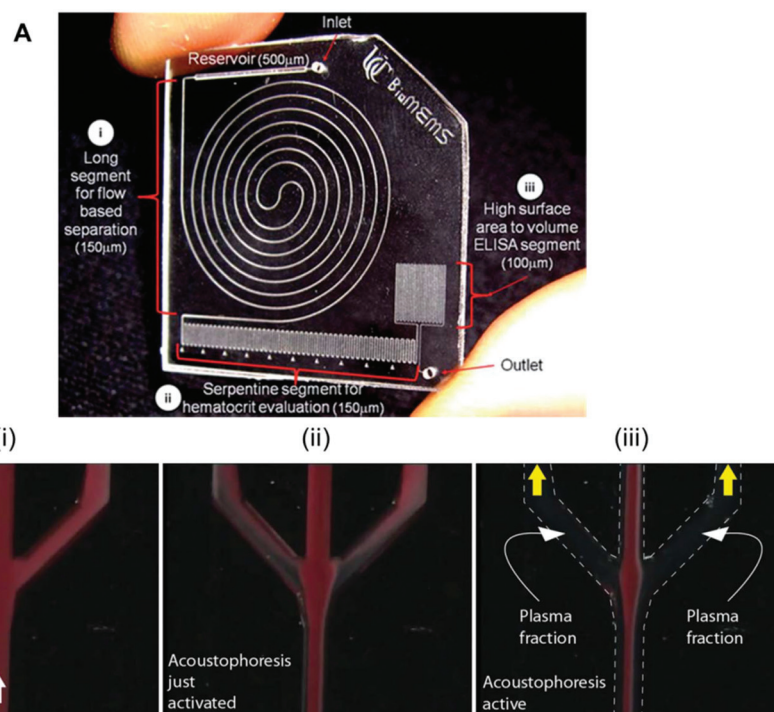 A
Inlet
Reservoir (500μm)
UC BioMEMS
i
Long
segment
for flow
based
separation
(150μm)
iii
High surface
area to volume
ELISA segment
(100μm)
Outlet
ii
Serpentine segment for
hematocrit evaluation (150μm)
(i)
(ii)
(iii)
Acoustophoresis
just
activated
Plasma
fraction
Plasma
fraction
Acoustophoresis
active